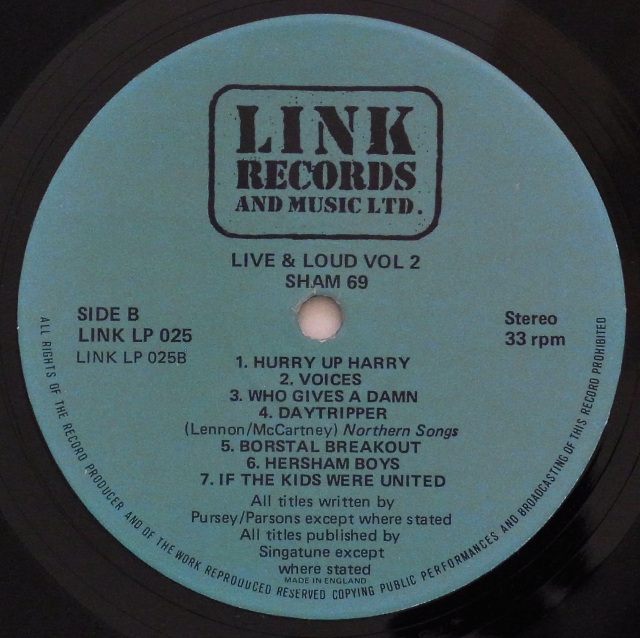 LINK
RECORDS
AND MUSIC LTD.
LIVE & LOUD VOL 2
SHAM 69
SIDE B
LINK LP 025
LINK LP 025B
Stereo
33 rpm
1. HURRY UP HARRY
2. VOICES
3. WHO GIVES A DAMN
4. DAYTRIPPER
(Lennon/McCartney) Northern Songs
5. BORSTAL BREAKOUT
6. HERSHAM BOYS
7. IF THE KIDS WERE UNITED
All titles written by
Pursey/Parsons except where stated
All titles published by
Singatune except
where stated
MADE IN ENGLAND
ALL RIGHTS OF THE RECORD PRODUCER AND OF THE WORK REPRODUCED RESERVED COPYING PUBLIC PERFORMANCES AND BROADCASTING OF THIS RECORD PROHIBITED